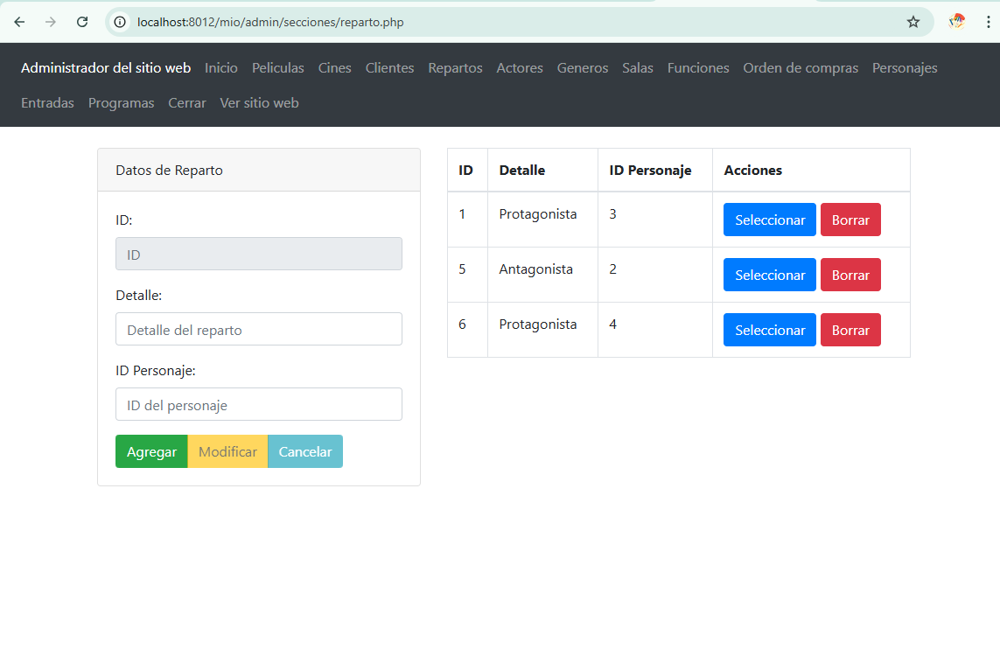 localhost:8012/mio/admin/secciones/reparto.php
Administrador del sitio web Inicio Peliculas Cines Clientes Repartos Actores Generos Salas Funciones Orden de compras Personajes
Entradas Programas Cerrar Ver sitio web
Datos de Reparto
ID:
ID
Detalle:
Detalle del reparto
ID Personaje:
ID del personaje
Agregar Modificar Cancelar
ID Detalle ID Personaje Acciones
1 Protagonista 3 Seleccionar Borrar
5 Antagonista 2 Seleccionar Borrar
6 Protagonista 4 Seleccionar Borrar